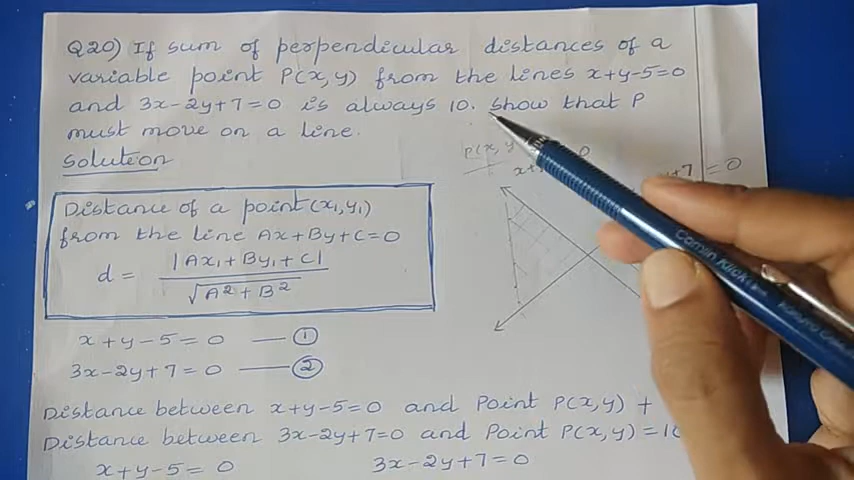 Q20) If sum of perpendicular distances of a
variable point P(x,y) from the lines x+y-5=0
and 3x-2y+7=0 is always 10. show that P
must move on a line.
Solution
P(x, y
x+ 0
+7 = 0
Distance of a point (x₁,y₁)
from the line Ax+By+C=0
d = |Ax₁+By₁+C| / √A²+B²
x+y-5=0 — ①
3x-2y+7=0 — ②
Distance between x+y-5=0 and Point P(x,y) +
Distance between 3x-2y+7=0 and Point P(x,y) = 1
x+y-5=0 3x-2y+7=0
Camlin Klick